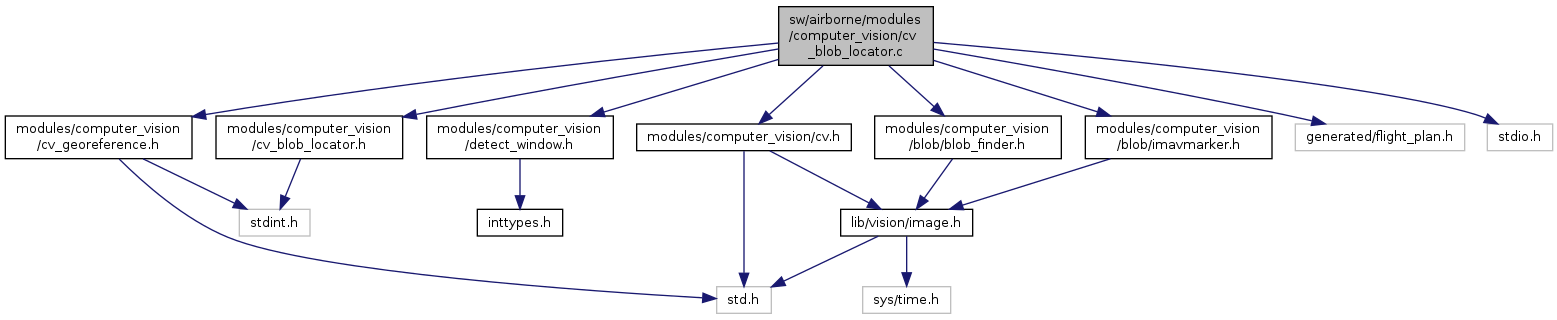 sw/airborne/modules
/computer_vision/cv
_blob_locator.c
modules/computer_vision
/cv_georeference.h
modules/computer_vision
/cv_blob_locator.h
modules/computer_vision
/detect_window.h
modules/computer_vision/cv.h
modules/computer_vision
/blob/blob_finder.h
modules/computer_vision
/blob/imavmarker.h
generated/flight_plan.h
stdio.h
stdint.h
inttypes.h
lib/vision/image.h
std.h
sys/time.h